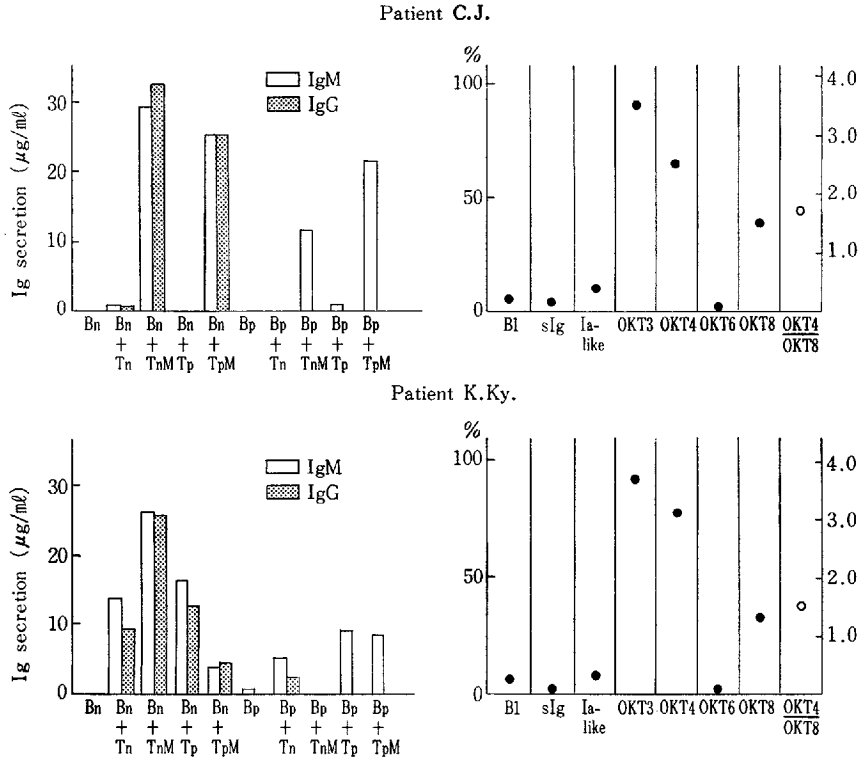 Patient C.J.
Ig secretion (μg/mℓ)
30
20
10
0
IgM
IgG
Bn Bn Bn Bn Bn Bp Bp Bp Bp Bp
+ + + + + + + +
Tn TnM Tp TpM Tn TnM Tp TpM
%
100
50
0
4.0
3.0
2.0
1.0
B1 sIg Ia- OKT3 OKT4 OKT6 OKT8 OKT4
like OKT8
Patient K.Ky.
Ig secretion (μg/mℓ)
30
20
10
0
IgM
IgG
Bn Bn Bn Bn Bn Bp Bp Bp Bp Bp
+ + + + + + + +
Tn TnM Tp TpM Tn TnM Tp TpM
%
100
50
0
4.0
3.0
2.0
1.0
B1 sIg Ia- OKT3 OKT4 OKT6 OKT8 OKT4
like OKT8